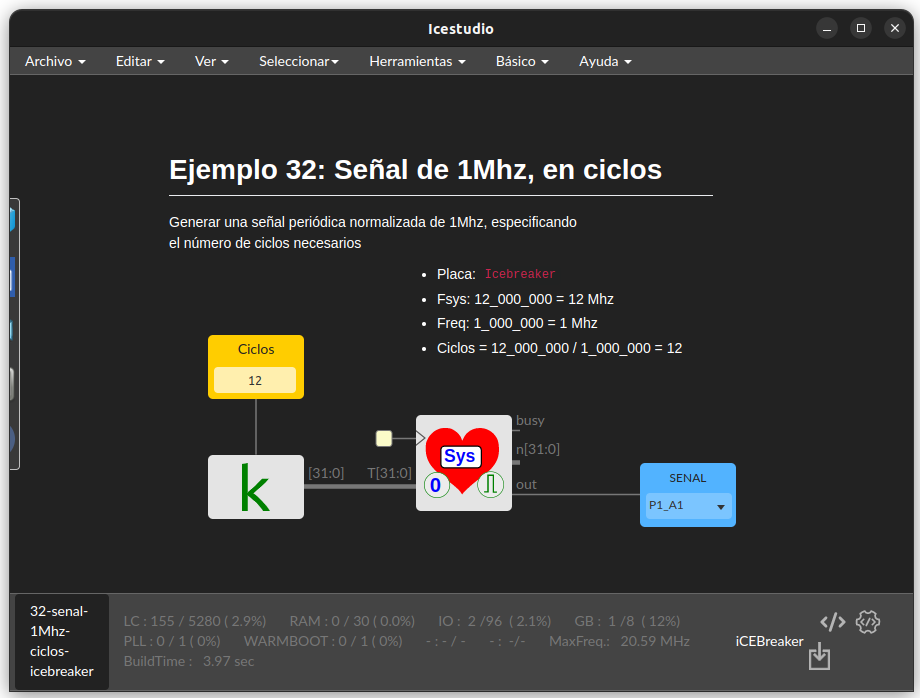 Icestudio
Archivo Editar Ver Seleccionar Herramientas Básico Ayuda
Ejemplo 32: Señal de 1Mhz, en ciclos
Generar una señal periódica normalizada de 1Mhz, especificando
el número de ciclos necesarios
• Placa: Icebreaker
• Fsys: 12_000_000 = 12 Mhz
• Freq: 1_000_000 = 1 Mhz
• Ciclos = 12_000_000 / 1_000_000 = 12
Ciclos
12
k
[31:0] T[31:0]
Sys
0
busy
n[31:0]
out
SENAL
P1_A1
32-senal-
1Mhz-
ciclos-
icebreaker
LC : 155 / 5280 ( 2.9%) RAM : 0 / 30 ( 0.0%) IO : 2 /96 ( 2.1%) GB : 1 /8 ( 12%)
PLL : 0 / 1 ( 0%) WARMBOOT : 0 / 1 ( 0%) - : - / - - : -/- MaxFreq.: 20.59 MHz
BuildTime : 3.97 sec
iCEBreaker